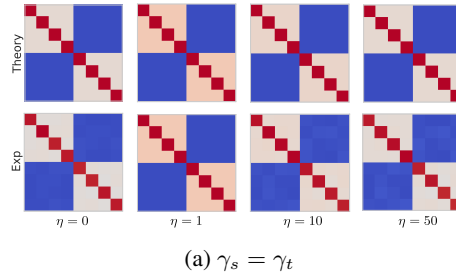 Theory
Exp
η = 0 η = 1 η = 10 η = 50
(a) γₛ = γₜ